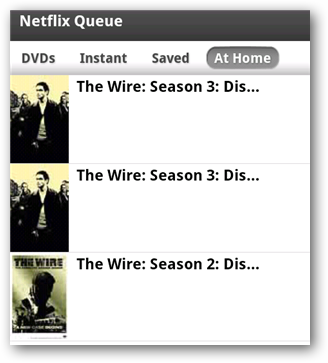 Netflix Queue
DVDs Instant Saved At Home
The Wire: Season 3: Dis...
The Wire: Season 3: Dis...
THE WIRE
The Wire: Season 2: Dis...